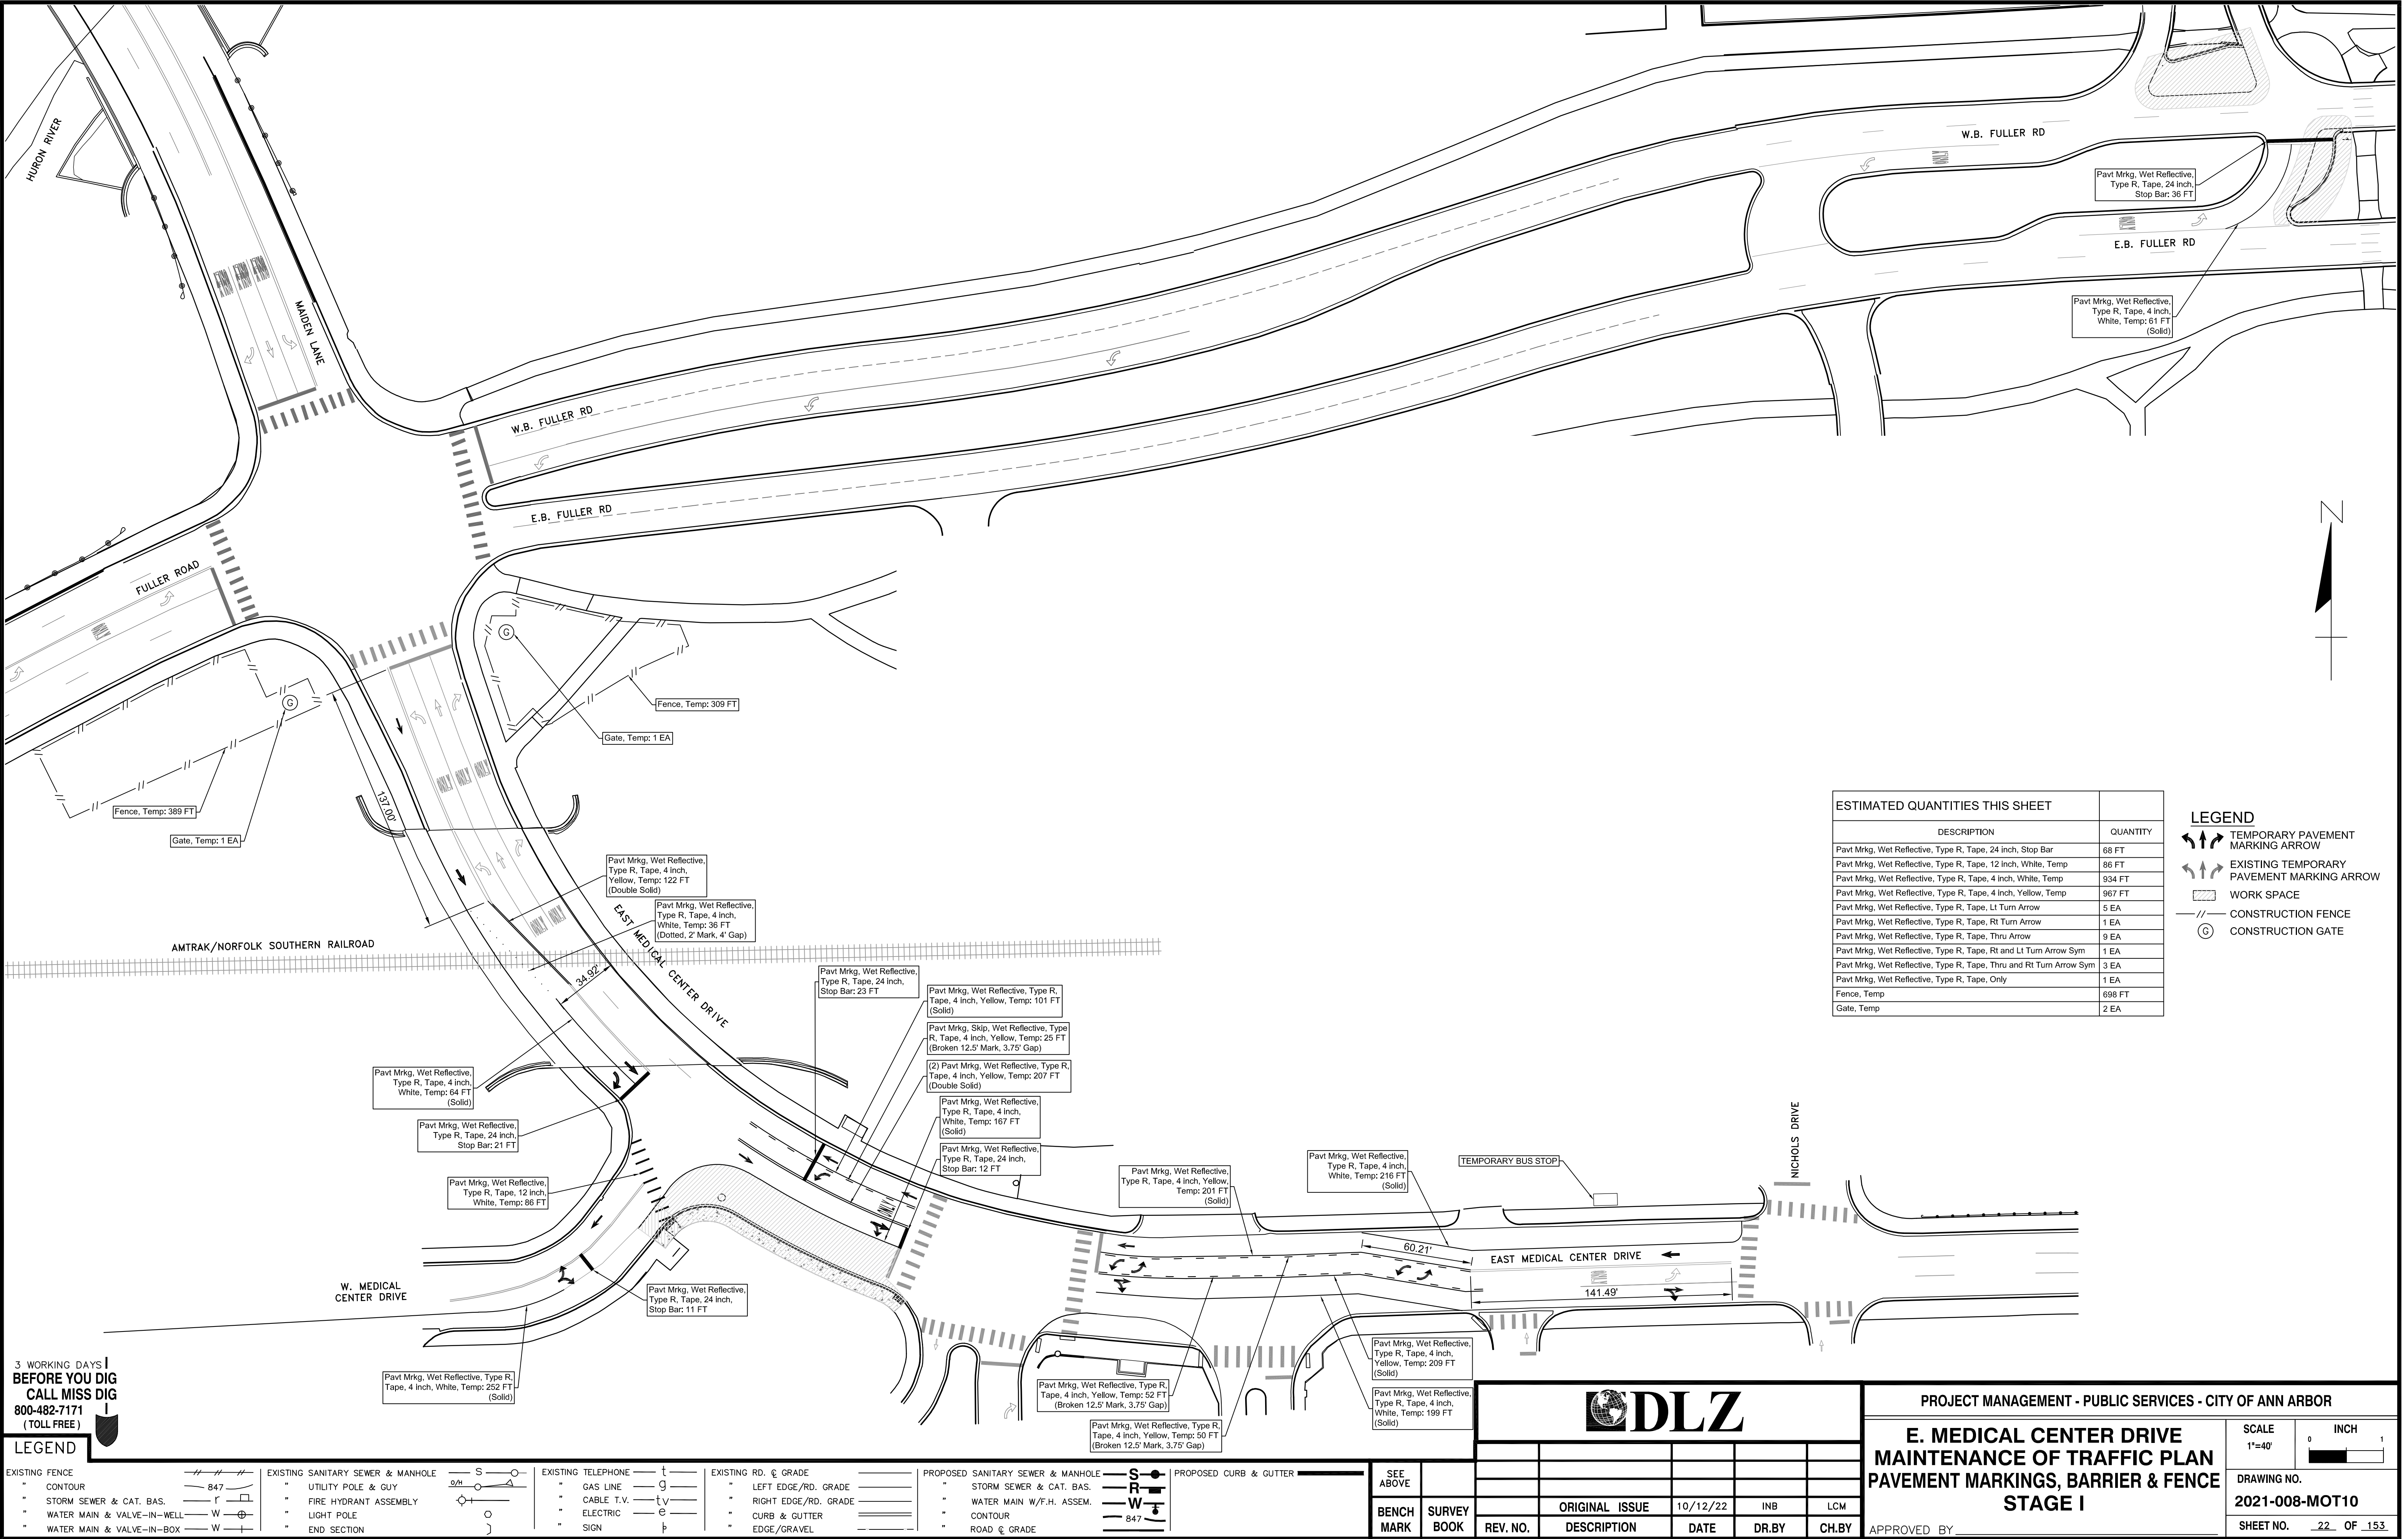 HURON RIVER
MAIDEN LANE
W.B. FULLER RD
E.B. FULLER RD
Pavt Mrkg, Wet Reflective,
Type R, Tape, 24 inch,
Stop Bar: 36 FT
Pavt Mrkg, Wet Reflective,
Type R, Tape, 4 inch,
White, Temp: 61 FT
(Solid)
W.B. FULLER RD
E.B. FULLER RD
FULLER ROAD
N
G
Fence, Temp: 309 FT
Gate, Temp: 1 EA
G
Fence, Temp: 389 FT
Gate, Temp: 1 EA
137.00'
Pavt Mrkg, Wet Reflective,
Type R, Tape, 4 inch,
Yellow, Temp: 122 FT
(Double Solid)
Pavt Mrkg, Wet Reflective,
Type R, Tape, 4 inch,
White, Temp: 36 FT
(Dotted, 2' Mark, 4' Gap)
EAST MEDICAL CENTER DRIVE
AMTRAK/NORFOLK SOUTHERN RAILROAD
34.92'
Pavt Mrkg, Wet Reflective,
Type R, Tape, 24 inch,
Stop Bar: 23 FT
Pavt Mrkg, Wet Reflective, Type R,
Tape, 4 inch, Yellow, Temp: 101 FT
(Solid)
Pavt Mrkg, Skip, Wet Reflective, Type
R, Tape, 4 inch, Yellow, Temp: 25 FT
(Broken 12.5' Mark, 3.75' Gap)
(2) Pavt Mrkg, Wet Reflective, Type R,
Tape, 4 inch, Yellow, Temp: 207 FT
(Double Solid)
Pavt Mrkg, Wet Reflective,
Type R, Tape, 4 inch,
White, Temp: 167 FT
(Solid)
Pavt Mrkg, Wet Reflective,
Type R, Tape, 24 inch,
Stop Bar: 12 FT
Pavt Mrkg, Wet Reflective,
Type R, Tape, 4 inch,
White, Temp: 64 FT
(Solid)
Pavt Mrkg, Wet Reflective,
Type R, Tape, 24 inch,
Stop Bar: 21 FT
Pavt Mrkg, Wet Reflective,
Type R, Tape, 12 inch,
White, Temp: 86 FT
W. MEDICAL
CENTER DRIVE
Pavt Mrkg, Wet Reflective,
Type R, Tape, 24 inch,
Stop Bar: 11 FT
Pavt Mrkg, Wet Reflective, Type R,
Tape, 4 inch, White, Temp: 252 FT
(Solid)
Pavt Mrkg, Wet Reflective,
Type R, Tape, 4 inch, Yellow,
Temp: 201 FT
(Solid)
Pavt Mrkg, Wet Reflective,
Type R, Tape, 4 inch,
White, Temp: 216 FT
(Solid)
TEMPORARY BUS STOP
NICHOLS DRIVE
60.21'
EAST MEDICAL CENTER DRIVE
141.49'
Pavt Mrkg, Wet Reflective,
Type R, Tape, 4 inch,
Yellow, Temp: 209 FT
(Solid)
Pavt Mrkg, Wet Reflective,
Type R, Tape, 4 inch,
White, Temp: 199 FT
(Solid)
Pavt Mrkg, Wet Reflective, Type R,
Tape, 4 inch, Yellow, Temp: 52 FT
(Broken 12.5' Mark, 3.75' Gap)
Pavt Mrkg, Wet Reflective, Type R,
Tape, 4 inch, Yellow, Temp: 50 FT
(Broken 12.5' Mark, 3.75' Gap)
ESTIMATED QUANTITIES THIS SHEET
DESCRIPTION QUANTITY
Pavt Mrkg, Wet Reflective, Type R, Tape, 24 inch, Stop Bar 68 FT
Pavt Mrkg, Wet Reflective, Type R, Tape, 12 inch, White, Temp 86 FT
Pavt Mrkg, Wet Reflective, Type R, Tape, 4 inch, White, Temp 934 FT
Pavt Mrkg, Wet Reflective, Type R, Tape, 4 inch, Yellow, Temp 967 FT
Pavt Mrkg, Wet Reflective, Type R, Tape, Lt Turn Arrow 5 EA
Pavt Mrkg, Wet Reflective, Type R, Tape, Rt Turn Arrow 1 EA
Pavt Mrkg, Wet Reflective, Type R, Tape, Thru Arrow 9 EA
Pavt Mrkg, Wet Reflective, Type R, Tape, Rt and Lt Turn Arrow Sym 1 EA
Pavt Mrkg, Wet Reflective, Type R, Tape, Thru and Rt Turn Arrow Sym 3 EA
Pavt Mrkg, Wet Reflective, Type R, Tape, Only 1 EA
Fence, Temp 698 FT
Gate, Temp 2 EA
LEGEND
TEMPORARY PAVEMENT
MARKING ARROW
EXISTING TEMPORARY
PAVEMENT MARKING ARROW
WORK SPACE
CONSTRUCTION FENCE
G CONSTRUCTION GATE
3 WORKING DAYS
BEFORE YOU DIG
CALL MISS DIG
800-482-7171
( TOLL FREE )
LEGEND
EXISTING FENCE
" CONTOUR 847
" STORM SEWER & CAT. BAS. r
" WATER MAIN & VALVE-IN-WELL W
" WATER MAIN & VALVE-IN-BOX W
EXISTING SANITARY SEWER & MANHOLE S
" UTILITY POLE & GUY O/H
" FIRE HYDRANT ASSEMBLY
" LIGHT POLE
" END SECTION
EXISTING TELEPHONE t
" GAS LINE g
" CABLE T.V. tv
" ELECTRIC e
" SIGN
EXISTING RD. ℄ GRADE
" LEFT EDGE/RD. GRADE
" RIGHT EDGE/RD. GRADE
" CURB & GUTTER
" EDGE/GRAVEL
PROPOSED SANITARY SEWER & MANHOLE S
" STORM SEWER & CAT. BAS. R
" WATER MAIN W/F.H. ASSEM. W
" CONTOUR 847
" ROAD ℄ GRADE
PROPOSED CURB & GUTTER
DLZ
SEE
ABOVE
BENCH
MARK
SURVEY
BOOK
ORIGINAL ISSUE 10/12/22 INB LCM
REV. NO. DESCRIPTION DATE DR.BY CH.BY
PROJECT MANAGEMENT - PUBLIC SERVICES - CITY OF ANN ARBOR
E. MEDICAL CENTER DRIVE
MAINTENANCE OF TRAFFIC PLAN
PAVEMENT MARKINGS, BARRIER & FENCE
STAGE I
APPROVED BY
SCALE
1"=40'
INCH
0 1
DRAWING NO.
2021-008-MOT10
SHEET NO. 22 OF 153